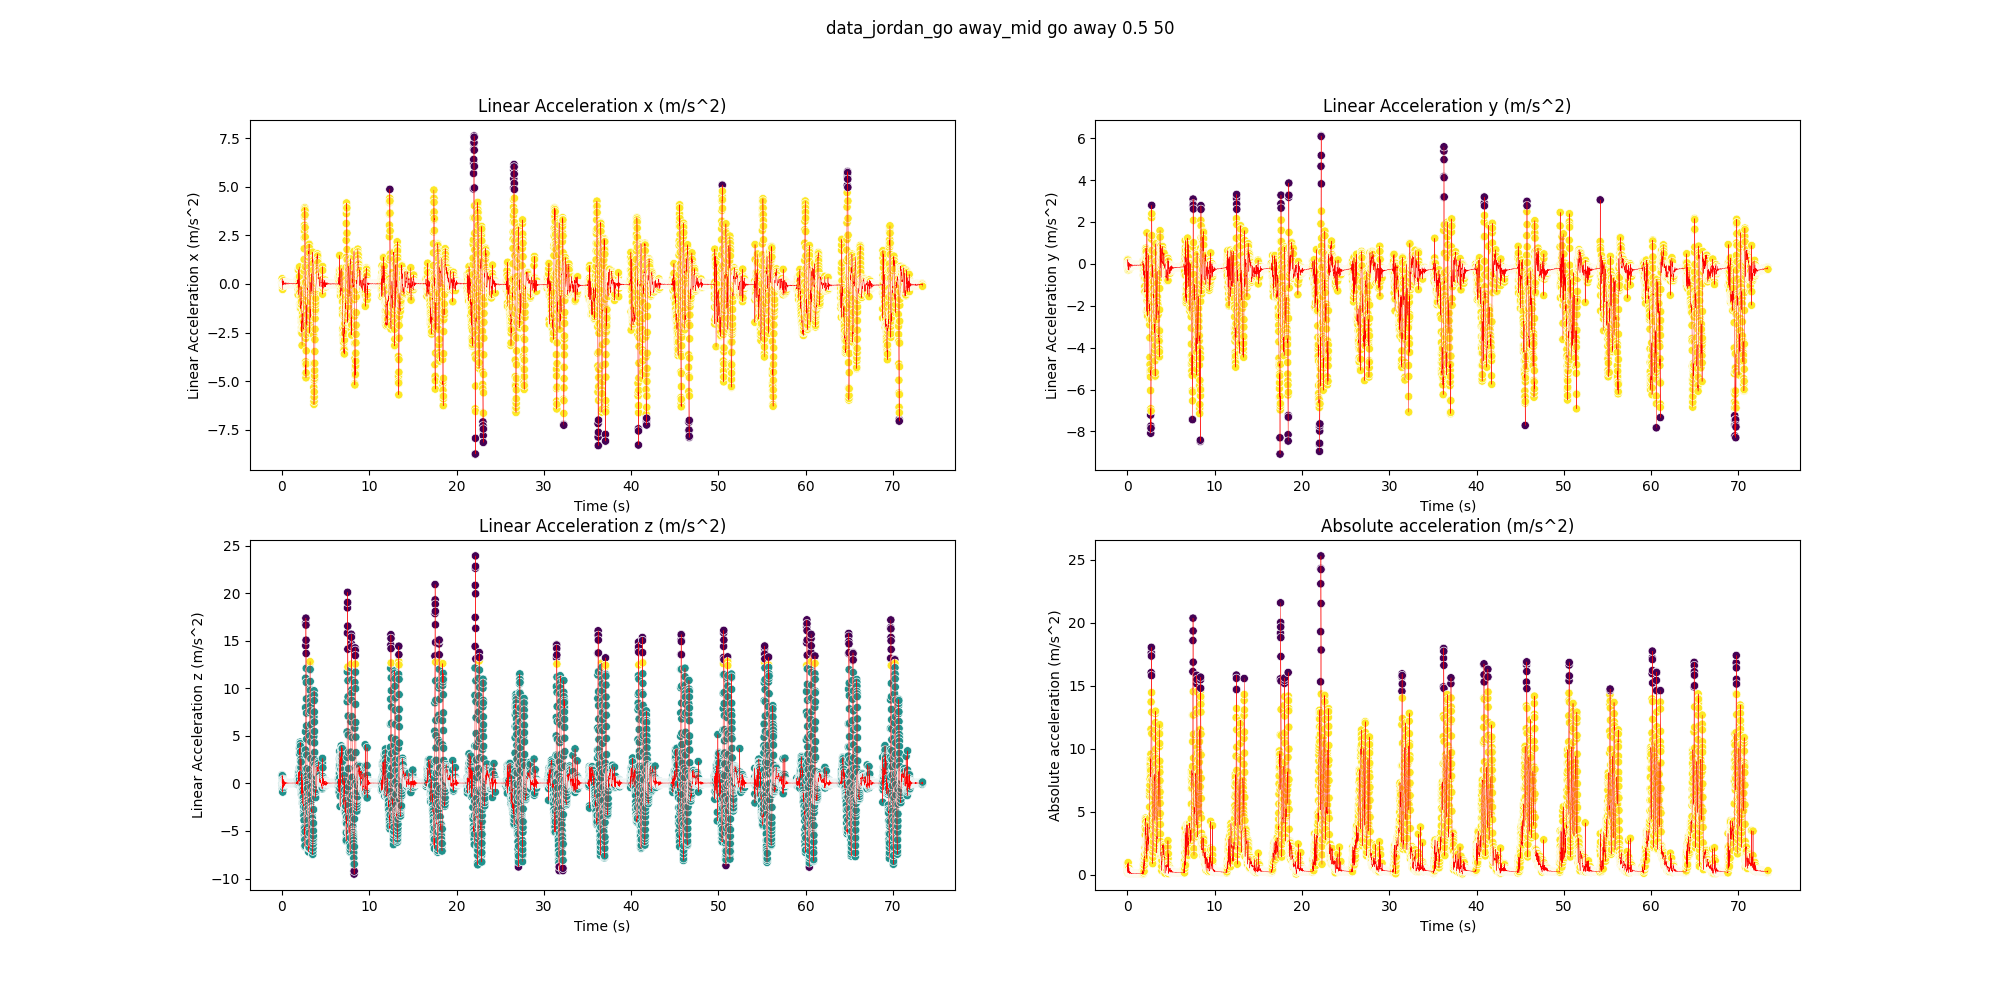 data_jordan_go away_mid go away 0.5 50
Linear Acceleration x (m/s^2)
Linear Acceleration x (m/s^2)
7.5
5.0
2.5
0.0
−2.5
−5.0
−7.5
0 10 20 30 40 50 60 70
Time (s)
Linear Acceleration y (m/s^2)
Linear Acceleration y (m/s^2)
6
4
2
0
−2
−4
−6
−8
0 10 20 30 40 50 60 70
Time (s)
Linear Acceleration z (m/s^2)
Linear Acceleration z (m/s^2)
25
20
15
10
5
0
−5
−10
0 10 20 30 40 50 60 70
Time (s)
Absolute acceleration (m/s^2)
Absolute acceleration (m/s^2)
25
20
15
10
5
0
0 10 20 30 40 50 60 70
Time (s)